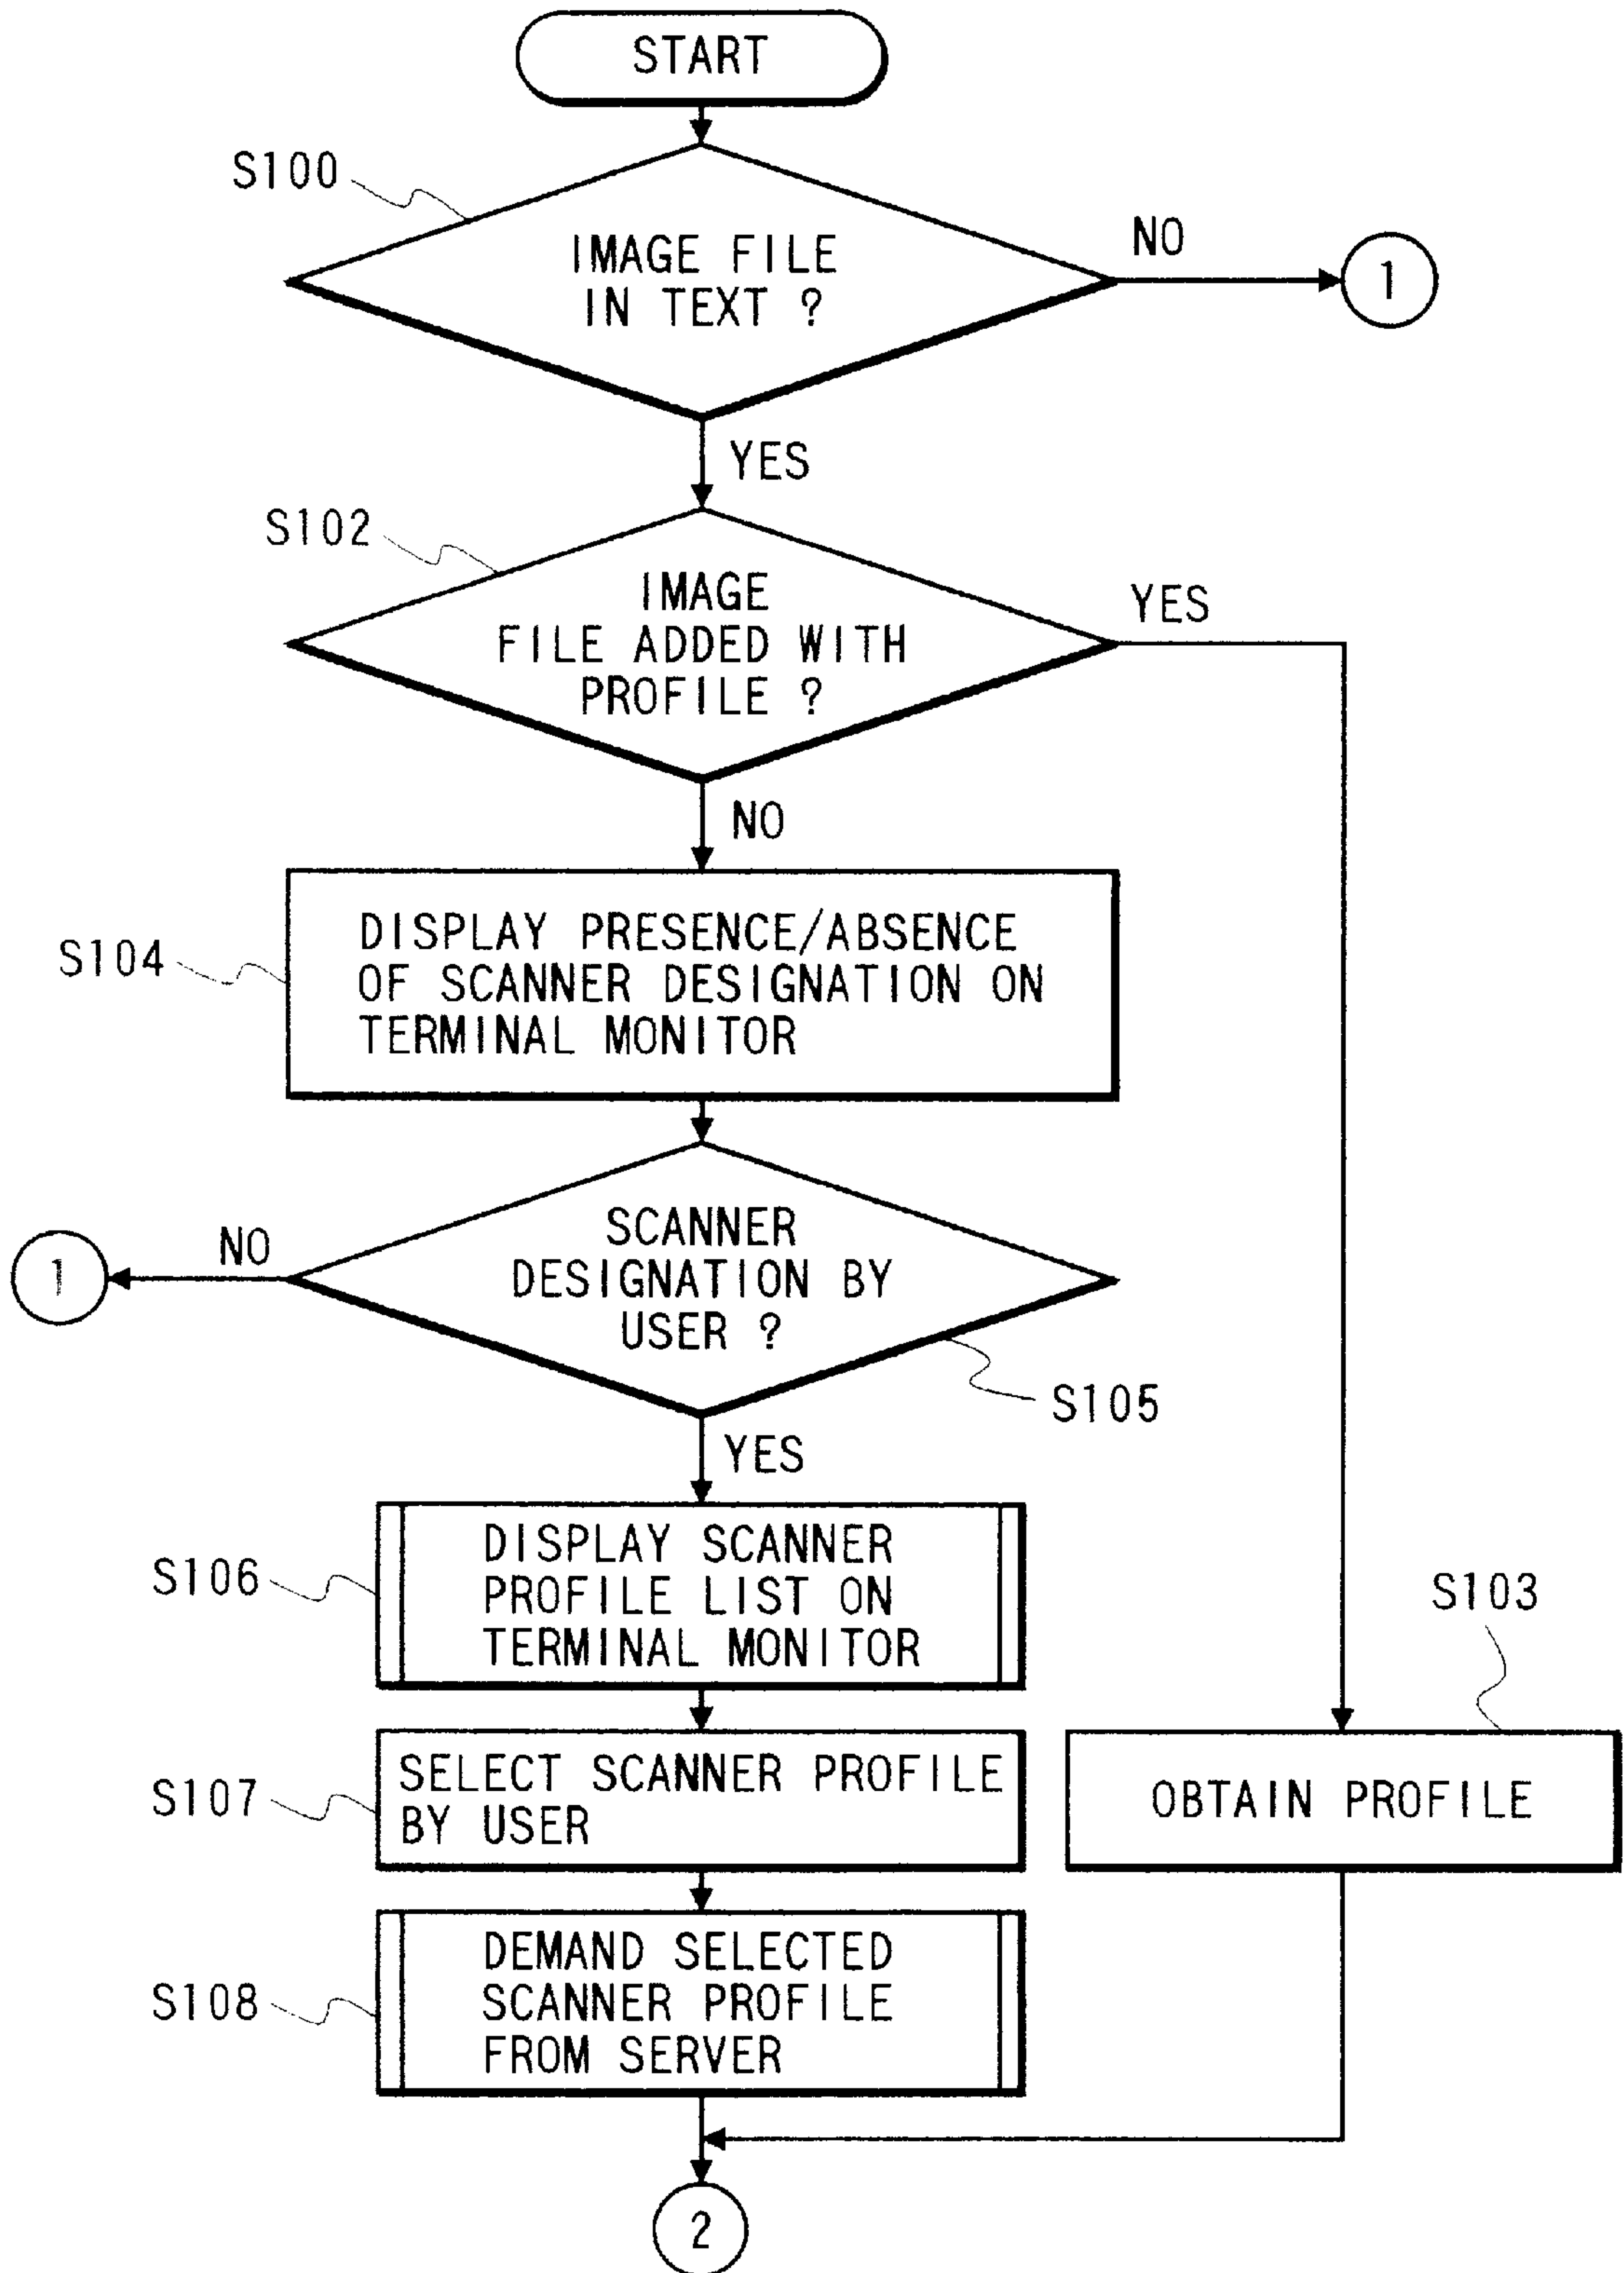 START
S100
IMAGE FILE
IN TEXT ?
NO
1
YES
S102
IMAGE
FILE ADDED WITH
PROFILE ?
YES
NO
S104
DISPLAY PRESENCE/ABSENCE
OF SCANNER DESIGNATION ON
TERMINAL MONITOR
1
NO
SCANNER
DESIGNATION BY
USER ?
S105
YES
S106
DISPLAY SCANNER
PROFILE LIST ON
TERMINAL MONITOR
S103
S107
SELECT SCANNER PROFILE
BY USER
OBTAIN PROFILE
S108
DEMAND SELECTED
SCANNER PROFILE
FROM SERVER
2